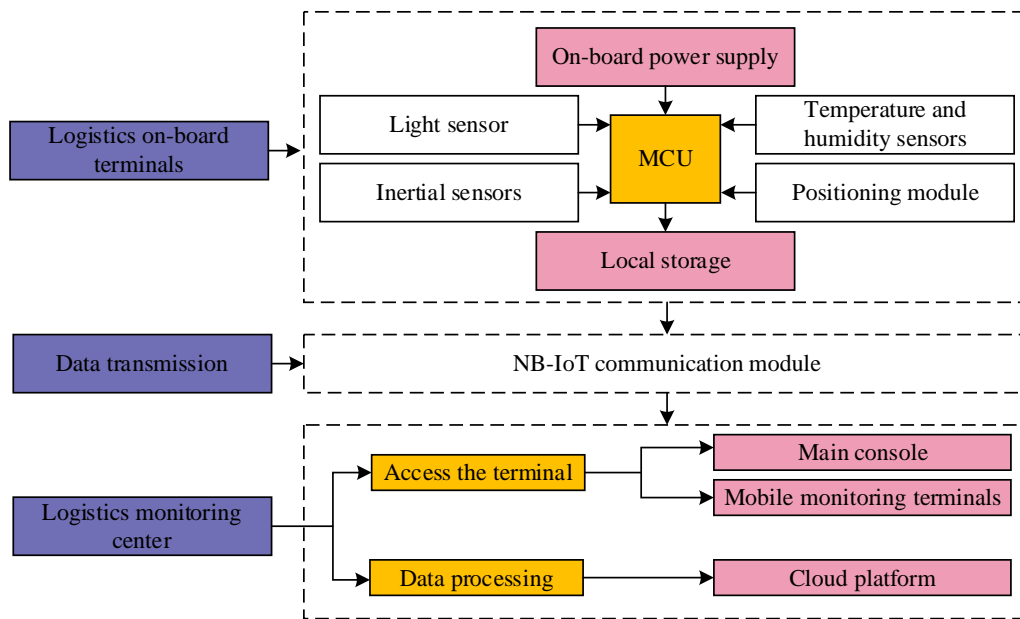 On-board power supply
Light sensor
Temperature and
humidity sensors
Logistics on-board
terminals
MCU
Inertial sensors
Positioning module
Local storage
Data transmission
NB-IoT communication module
Main console
Access the terminal
Mobile monitoring terminals
Logistics monitoring
center
Data processing
Cloud platform